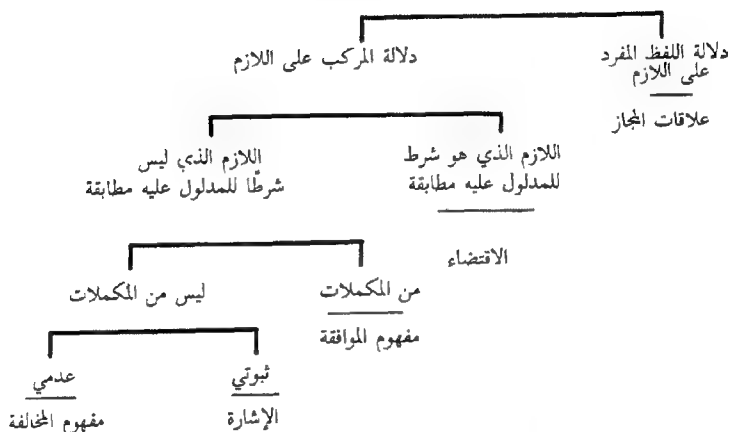 دلالة اللفظ المفرد
على اللازم
علاقات المجاز
دلالة المركب على اللازم
اللازم الذي هو شرط
للمدلول عليه مطابقة
الاقتضاء
اللازم الذي ليس
شرطًا للمدلول عليه مطابقة
من المكملات
مفهوم الموافقة
ليس من المكملات
ثبوتي
الإشارة
عدمي
مفهوم المخالفة